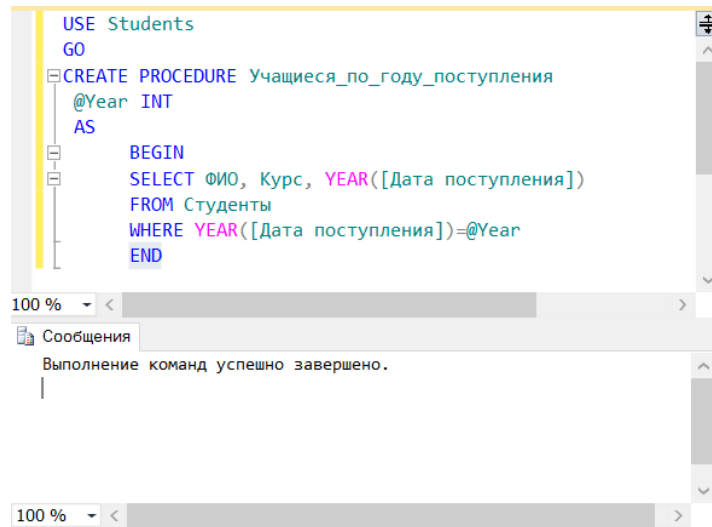 USE Students
GO
CREATE PROCEDURE Учащиеся_по_году_поступления
@Year INT
AS
BEGIN
SELECT ФИО, Курс, YEAR([Дата поступления])
FROM Студенты
WHERE YEAR([Дата поступления])=@Year
END
100 %
Сообщения
Выполнение команд успешно завершено.
100 %